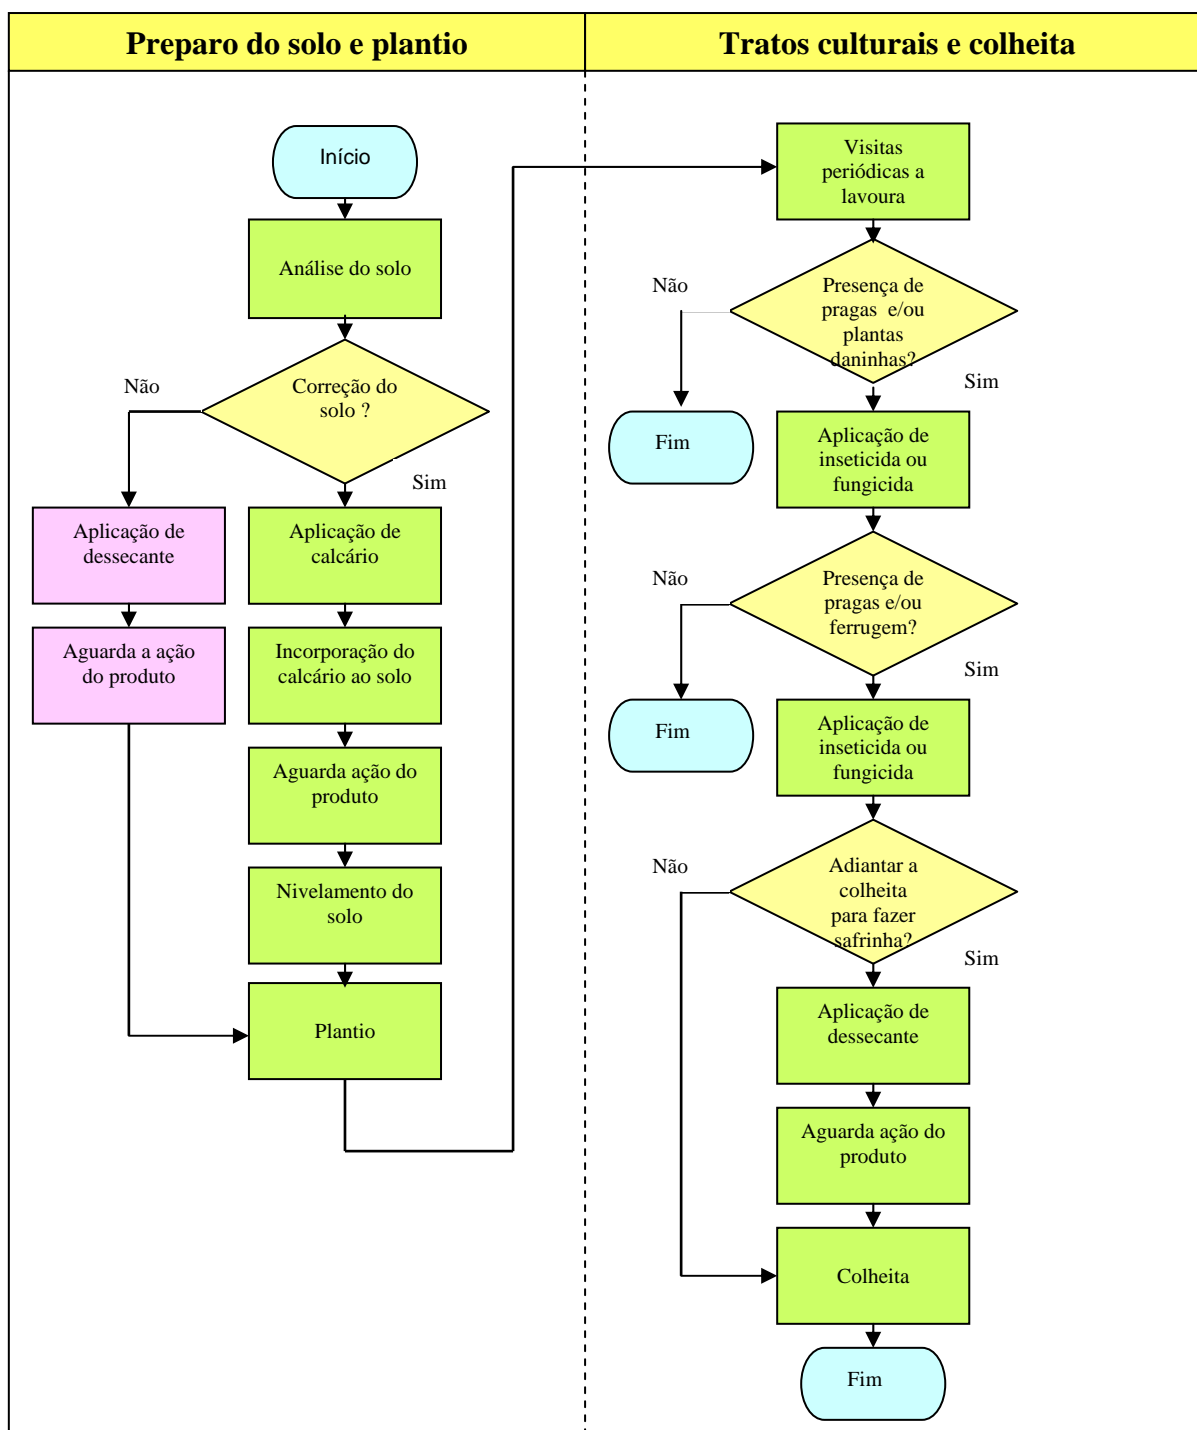 Preparo do solo e plantio
Tratos culturais e colheita
Início
Análise do solo
Correção do
solo ?
Não
Sim
Aplicação de
dessecante
Aguarda a ação
do produto
Aplicação de
calcário
Incorporação do
calcário ao solo
Aguarda ação do
produto
Nivelamento do
solo
Plantio
Visitas
periódicas a
lavoura
Presença de
pragas e/ou
plantas
daninhas?
Não
Sim
Fim
Aplicação de
inseticida ou
fungicida
Presença de
pragas e/ou
ferrugem?
Não
Sim
Fim
Aplicação de
inseticida ou
fungicida
Adiantar a
colheita
para fazer
safrinha?
Não
Sim
Aplicação de
dessecante
Aguarda ação do
produto
Colheita
Fim